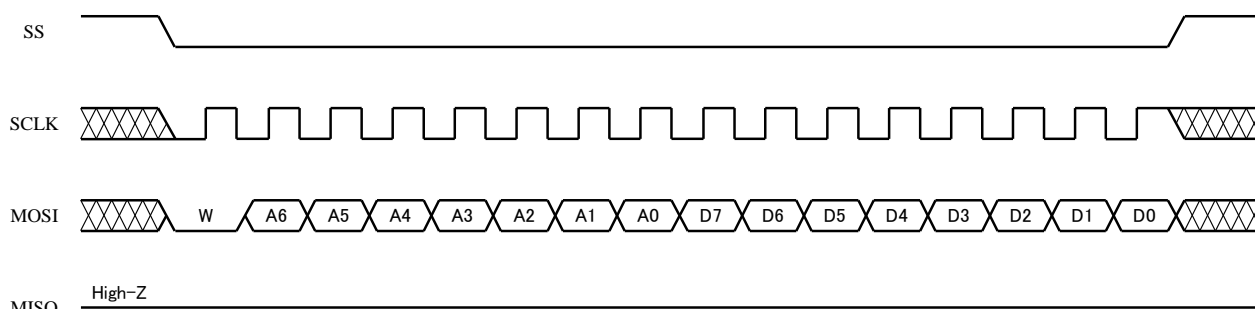 SS
SCLK
MOSI W A6 A5 A4 A3 A2 A1 A0 D7 D6 D5 D4 D3 D2 D1 D0
High-Z
MISO